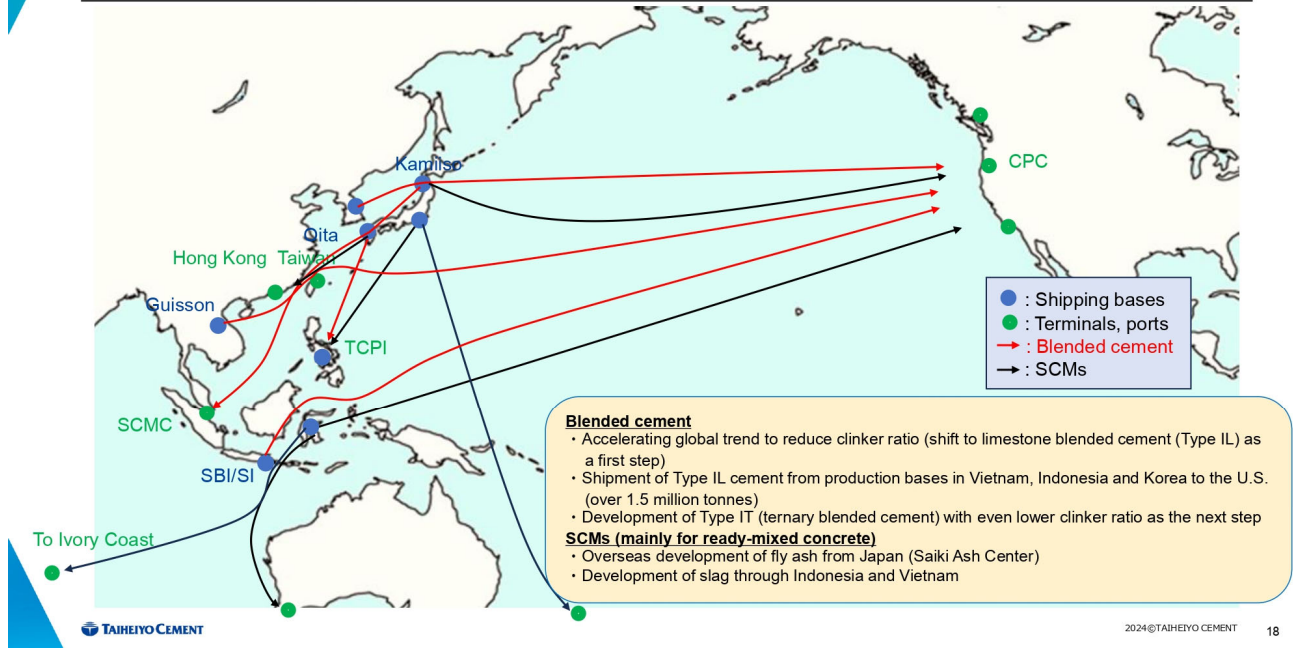 Kamiiso
CPC
Oita
Hong Kong Taiwan
Guisson
: Shipping bases
: Terminals, ports
: Blended cement
: SCMs
TCPI
SCMC
SBI/SI
To Ivory Coast
Blended cement
・Accelerating global trend to reduce clinker ratio (shift to limestone blended cement (Type IL) as
a first step)
・Shipment of Type IL cement from production bases in Vietnam, Indonesia and Korea to the U.S.
(over 1.5 million tonnes)
・Development of Type IT (ternary blended cement) with even lower clinker ratio as the next step
SCMs (mainly for ready-mixed concrete)
・Overseas development of fly ash from Japan (Saiki Ash Center)
・Development of slag through Indonesia and Vietnam
TAIHEIYO CEMENT
2024©TAIHEIYO CEMENT
18